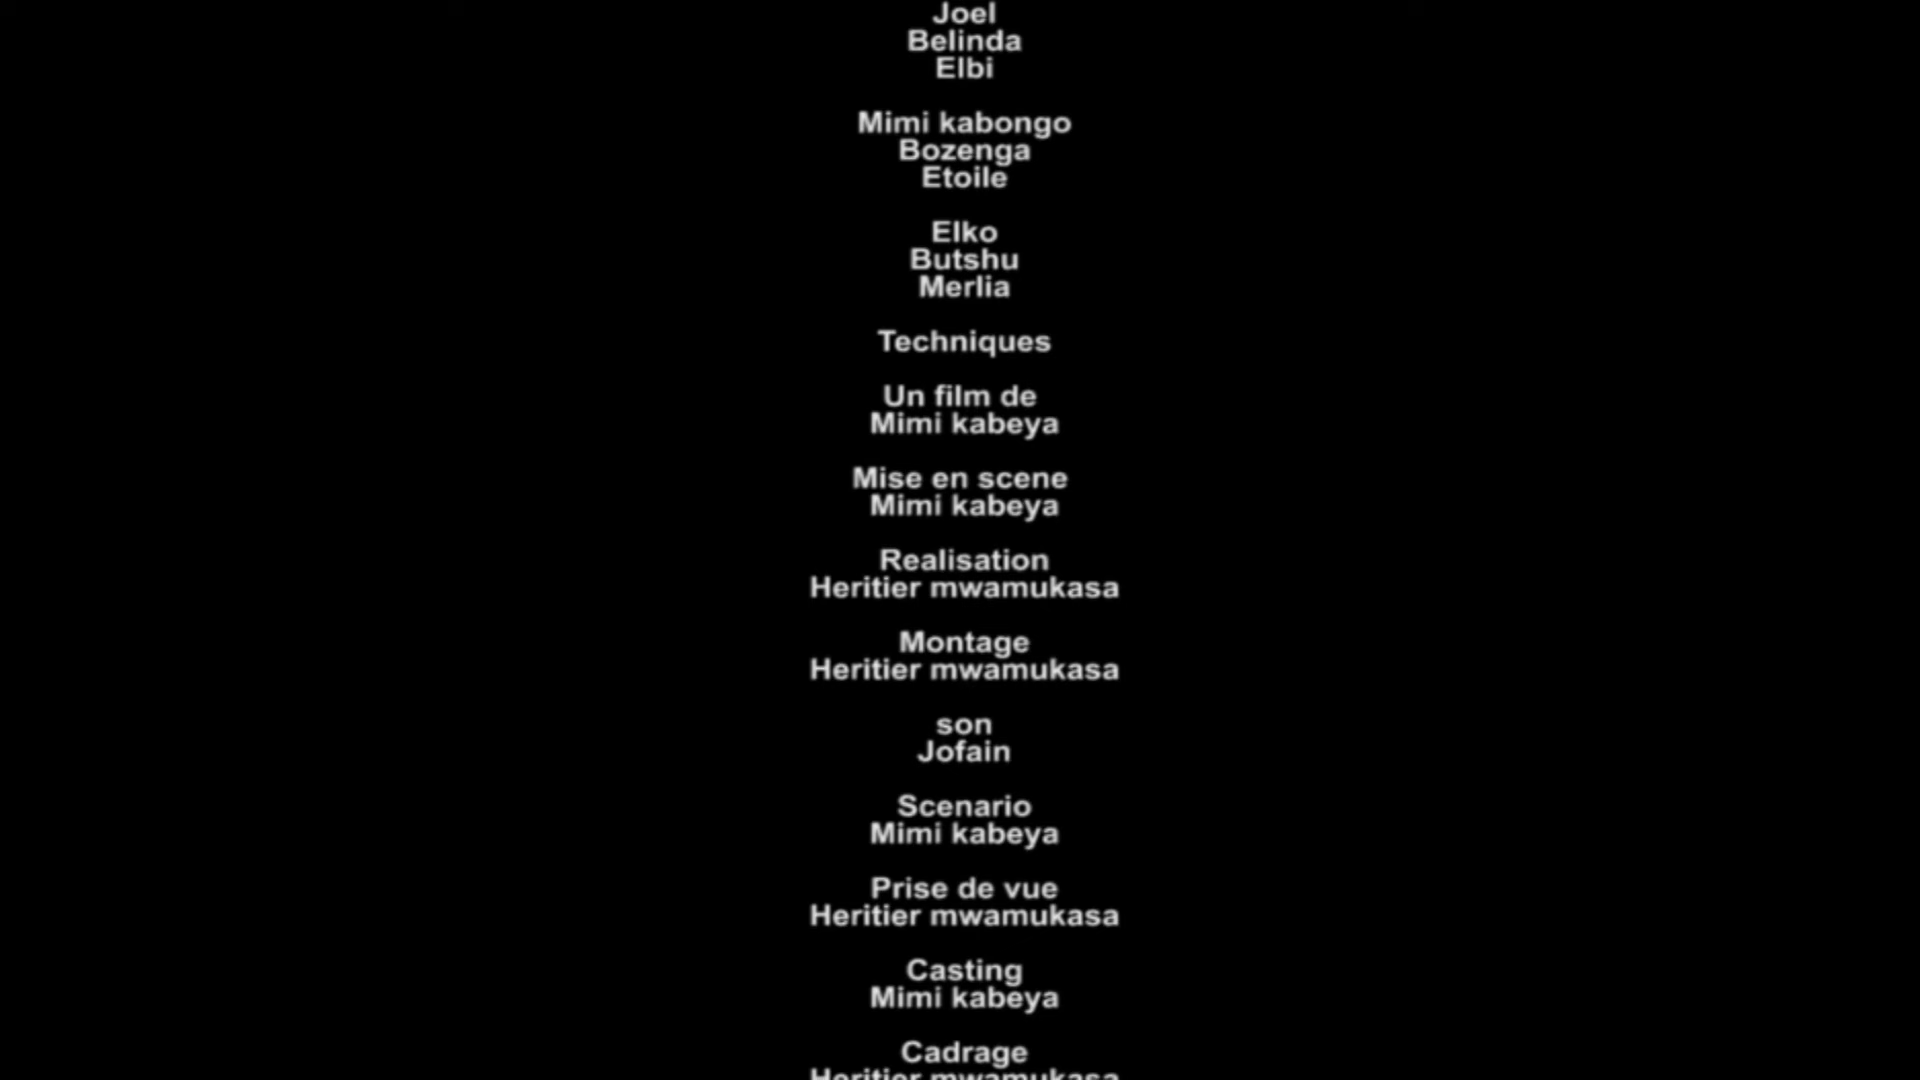 Joel
Belinda
Elbi
Mimi kabongo
Bozenga
Etoile
Elko
Butshu
Merlia
Techniques
Un film de
Mimi kabeya
Mise en scene
Mimi kabeya
Realisation
Heritier mwamukasa
Montage
Heritier mwamukasa
son
Jofain
Scenario
Mimi kabeya
Prise de vue
Heritier mwamukasa
Casting
Mimi kabeya
Cadrage
Heritier mwamukasa